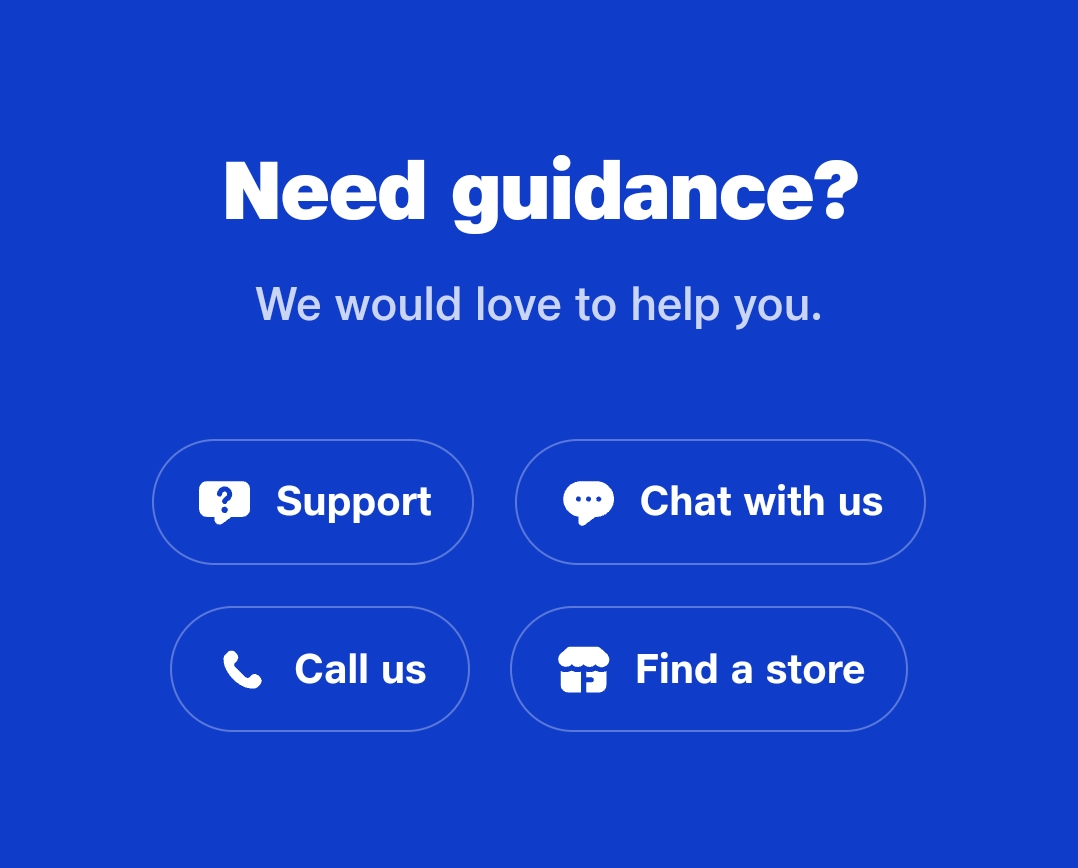 Need guidance?
We would love to help you.
Support
Chat with us
Call us
Find a store